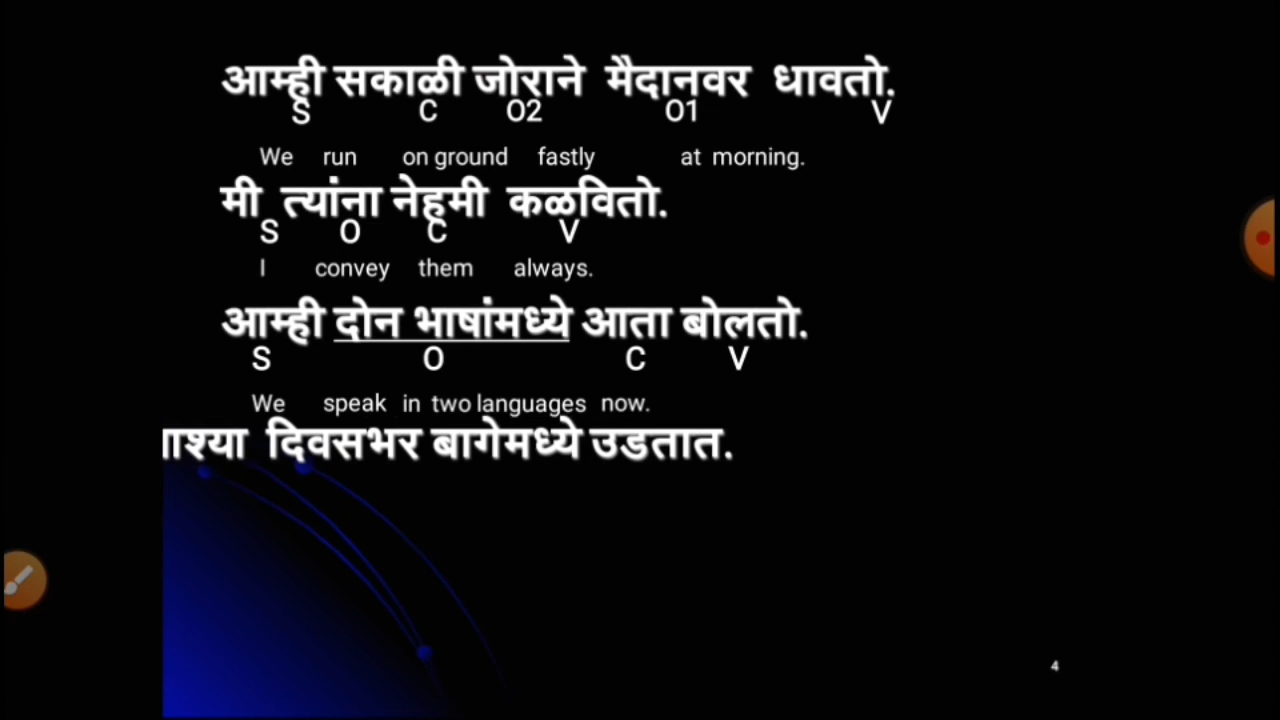 आम्ही सकाळी जोराने मैदानवर धावतो.
S C O2 O1 V
We run on ground fastly at morning.
मी त्यांना नेहमी कळवितो.
S O C V
I convey them always.
आम्ही दोन भाषांमध्ये आता बोलतो.
S O C V
We speak in two languages now.
दिवसभर बागेमध्ये उडतात.
4